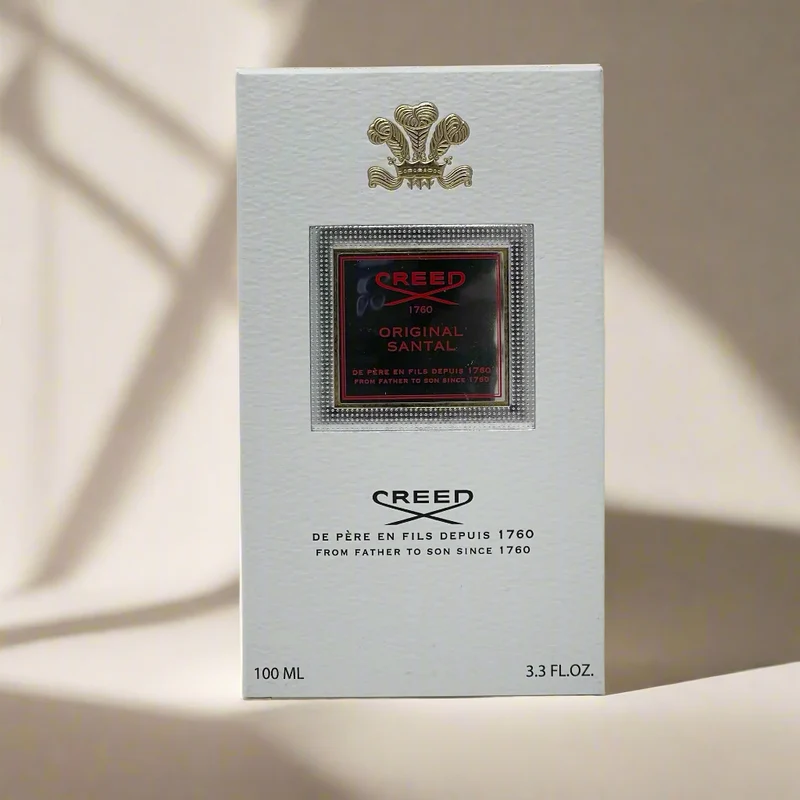 CREED
1760
ORIGINAL
SANTAL
DE PÈRE EN FILS DEPUIS 1760
FROM FATHER TO SON SINCE 1760
CREED
DE PÈRE EN FILS DEPUIS 1760
FROM FATHER TO SON SINCE 1760
100 ML
3.3 FL.OZ.